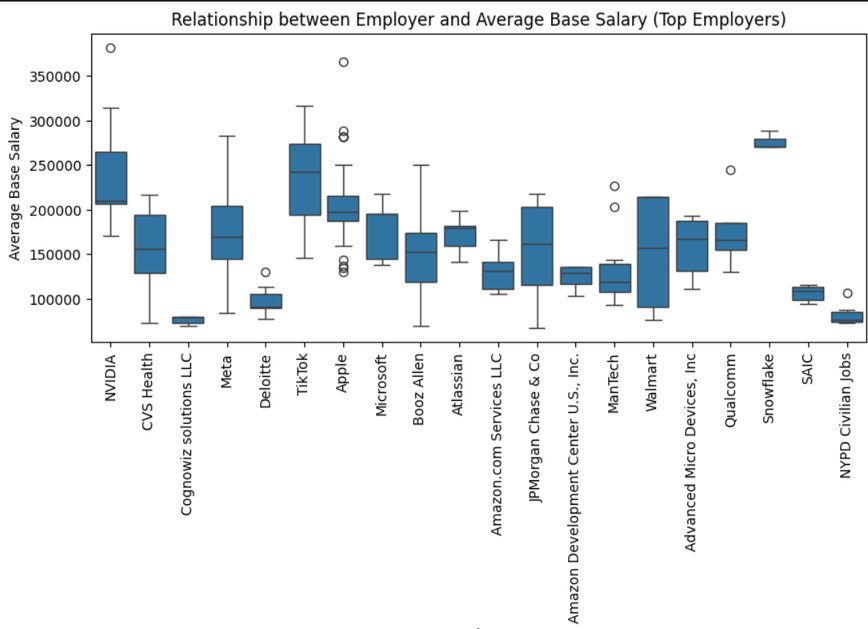 Relationship between Employer and Average Base Salary (Top Employers)
Average Base Salary
350000
300000
250000
200000
150000
100000
NVIDIA
CVS Health
Cognowiz solutions LLC
Meta
Deloitte
TikTok
Apple
Microsoft
Booz Allen
Atlassian
Amazon.com Services LLC
JPMorgan Chase & Co
Amazon Development Center U.S., Inc.
ManTech
Walmart
Advanced Micro Devices, Inc
Qualcomm
Snowflake
SAIC
NYPD Civilian Jobs